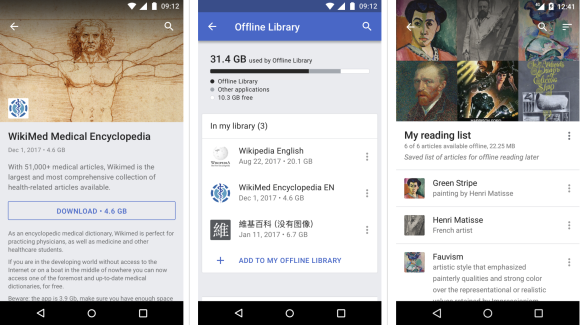 09:12
WikiMed Medical Encyclopedia
Dec 1, 2017 • 4.6 GB
With 51,000+ medical articles, Wikimed is the
largest and most comprehensive collection of
health-related articles available.
DOWNLOAD • 4.6 GB
As an encyclopedic medical dictionary, Wikimed is perfect for
practicing physicians, as well as medicine and other
healthcare students.
If you are in the developing world without access to the
Internet or on a boat in the middle of nowhere you can now
access one of the foremost and up-to-date medical
dictionaries, for free.
Beware: the app is 3.9 Gb, make sure you have enough space
09:12
Offline Library
31.4 GB used by Offline Library
Offline Library
Other applications
10.3 GB free
In my library (3)
Wikipedia English
Aug 22, 2017 • 20.1 GB
WikiMed Encyclopedia EN
Dec 1, 2017 • 4.6 GB
維
維基百科 (没有图像)
Jan 11, 2017 • 6.7 GB
ADD TO MY OFFLINE LIBRARY
12:41
My reading list
6 of 6 articles available offline, 22.25 MB
Saved list of articles for offline reading later
Green Stripe
painting by Henri Matisse
Henri Matisse
French artist
Fauvism
artistic style that emphasized
painterly qualities and strong color
over the representational or realistic
values retained by Impressionism